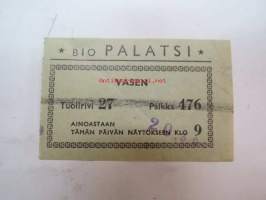 ★ BIO PALATSI ★
VASEN
Tuolirivi 27 Paikka 476
AINOASTAAN
TÄHÄN PÄIVÄN NÄYTÖKSEEN KLO 9